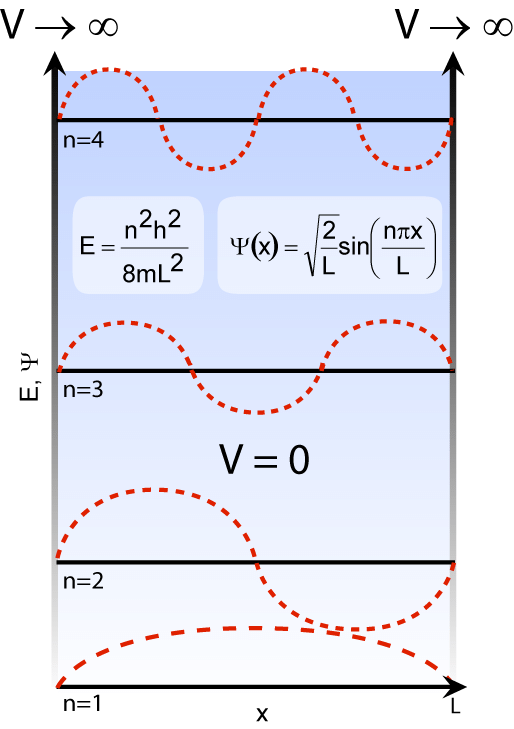 V → ∞ V → ∞
n=4
E = n²h² / 8mL²
Ψ(x) = √(2/L) sin(nπx/L)
E, Ψ
n=3
V = 0
n=2
n=1
x
L